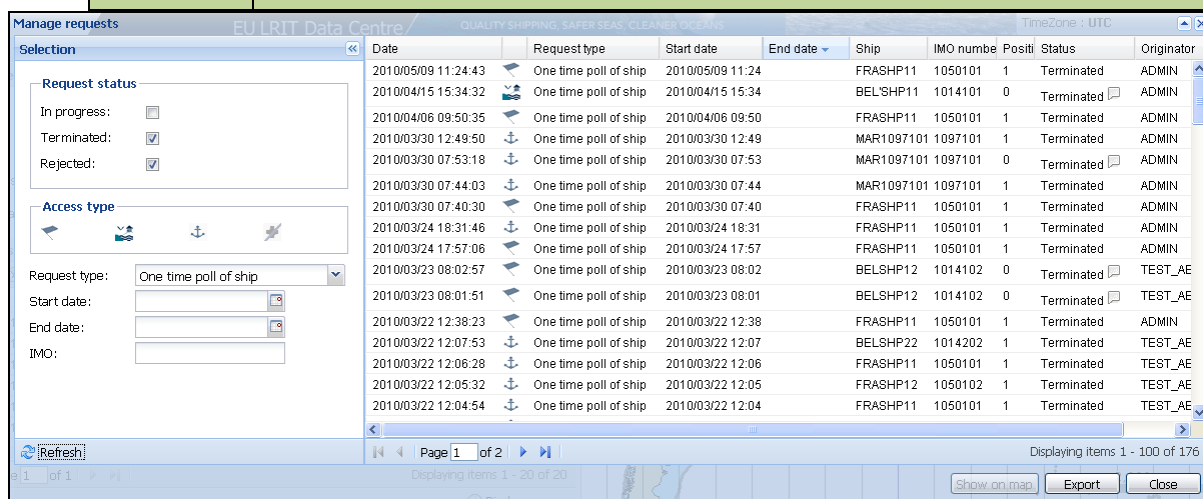 Manage requests
EU LRIT Data Centre
QUALITY SHIPPING, SAFER SEAS, CLEANER OCEANS
TimeZone : UTC
Selection
Request status
In progress:
Terminated:
Rejected:
Access type
Request type: One time poll of ship
Start date:
End date:
IMO:
Refresh
Date Request type Start date End date Ship IMO numbe Positi Status Originator
2010/05/09 11:24:43 One time poll of ship 2010/05/09 11:24 FRASHP11 1050101 1 Terminated ADMIN
2010/04/15 15:34:32 One time poll of ship 2010/04/15 15:34 BEL'SHP11 1014101 0 Terminated ADMIN
2010/04/06 09:50:35 One time poll of ship 2010/04/06 09:50 FRASHP11 1050101 1 Terminated ADMIN
2010/03/30 12:49:50 One time poll of ship 2010/03/30 12:49 MAR1097101 1097101 1 Terminated ADMIN
2010/03/30 07:53:18 One time poll of ship 2010/03/30 07:53 MAR1097101 1097101 0 Terminated ADMIN
2010/03/30 07:44:03 One time poll of ship 2010/03/30 07:44 MAR1097101 1097101 1 Terminated ADMIN
2010/03/30 07:40:30 One time poll of ship 2010/03/30 07:40 FRASHP11 1050101 1 Terminated ADMIN
2010/03/24 18:31:46 One time poll of ship 2010/03/24 18:31 FRASHP11 1050101 1 Terminated ADMIN
2010/03/24 17:57:06 One time poll of ship 2010/03/24 17:57 FRASHP11 1050101 1 Terminated ADMIN
2010/03/23 08:02:57 One time poll of ship 2010/03/23 08:02 BELSHP12 1014102 0 Terminated TEST_AE
2010/03/23 08:01:51 One time poll of ship 2010/03/23 08:01 BELSHP12 1014102 0 Terminated TEST_AE
2010/03/22 12:38:23 One time poll of ship 2010/03/22 12:38 FRASHP11 1050101 1 Terminated ADMIN
2010/03/22 12:07:53 One time poll of ship 2010/03/22 12:07 BELSHP22 1014202 1 Terminated TEST_AE
2010/03/22 12:06:28 One time poll of ship 2010/03/22 12:06 FRASHP11 1050101 1 Terminated TEST_AE
2010/03/22 12:05:32 One time poll of ship 2010/03/22 12:05 FRASHP12 1050102 1 Terminated TEST_AE
2010/03/22 12:04:54 One time poll of ship 2010/03/22 12:04 FRASHP11 1050101 1 Terminated TEST_AE
Page 1 of 2 Displaying items 1 - 100 of 176
e 1 of 1 Displaying items 1 - 20 of 20
Show on map Export Close